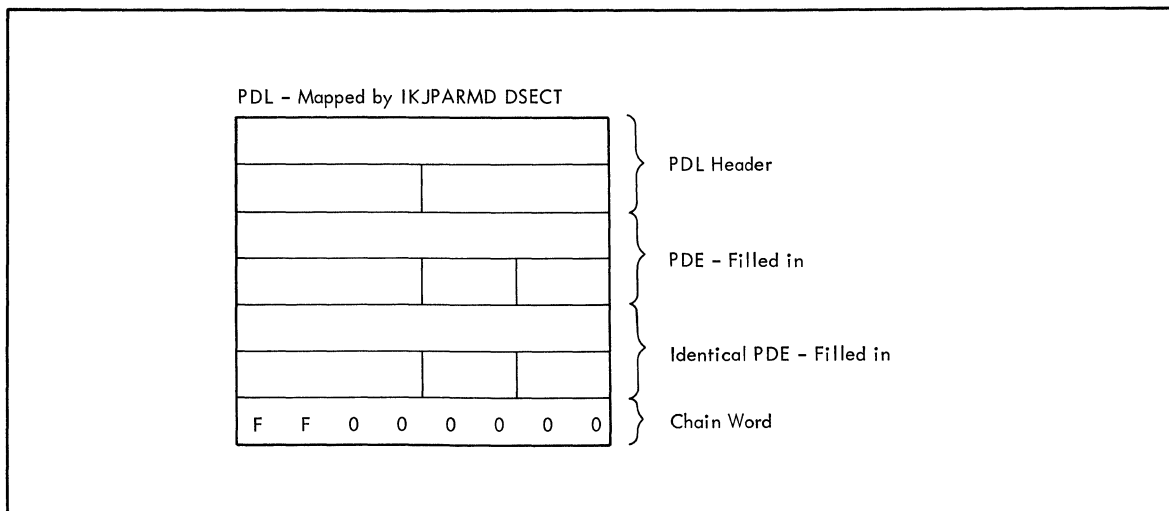 PDL - Mapped by IKJPARMD DSECT
PDL Header
PDE - Filled in
Identical PDE - Filled in
F F 0 0 0 0 0 0
Chain Word